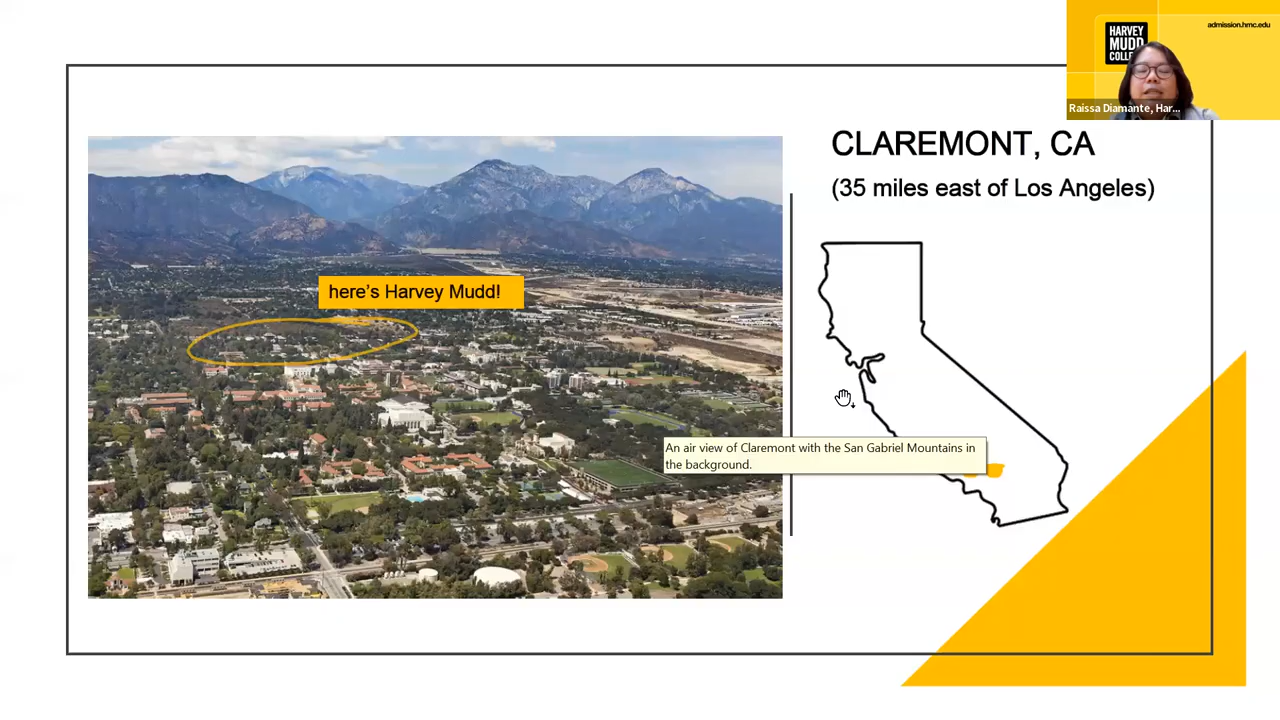 admission.hmc.edu
HARVEY
MUDD
COLLE
Raissa Diamante, Har...
CLAREMONT, CA
(35 miles east of Los Angeles)
here's Harvey Mudd!
An air view of Claremont with the San Gabriel Mountains in
the background.